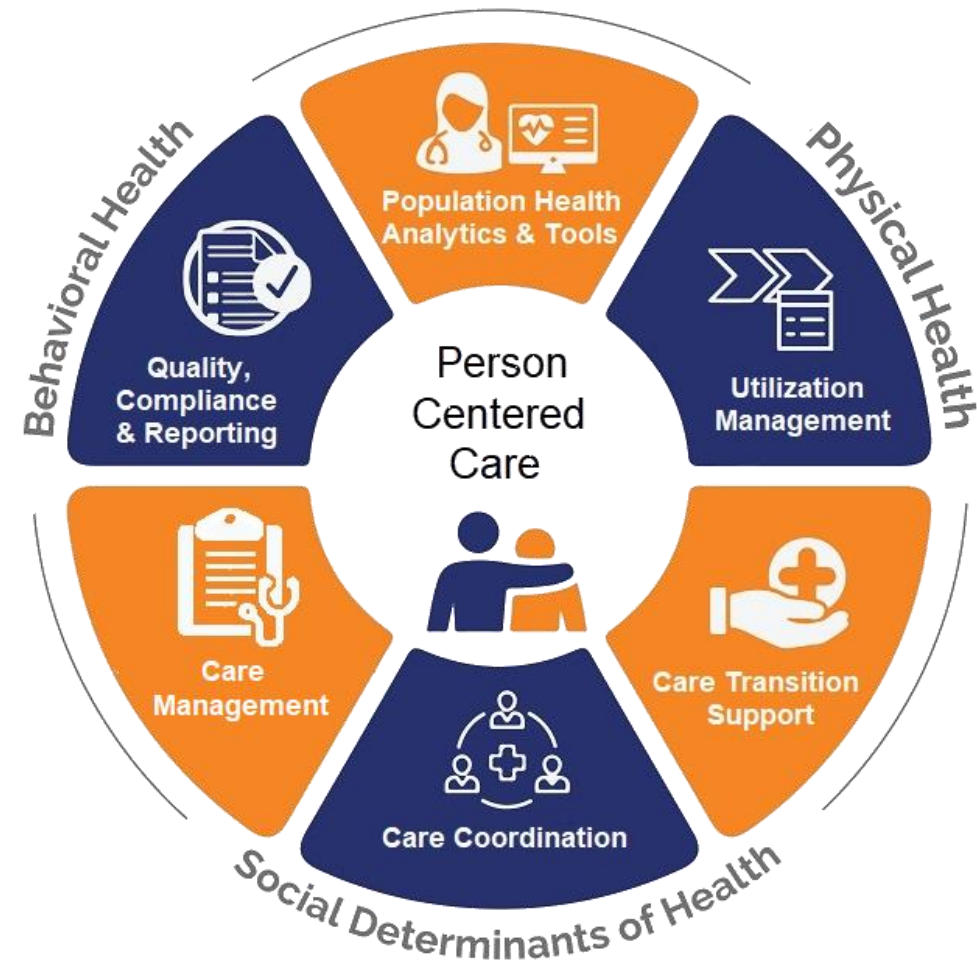 Behavioral Health
Physical Health
Population Health
Analytics & Tools
Quality,
Compliance
& Reporting
Person
Centered
Care
Utilization
Management
Care
Management
Care Transition
Support
Care Coordination
Social Determinants of Health